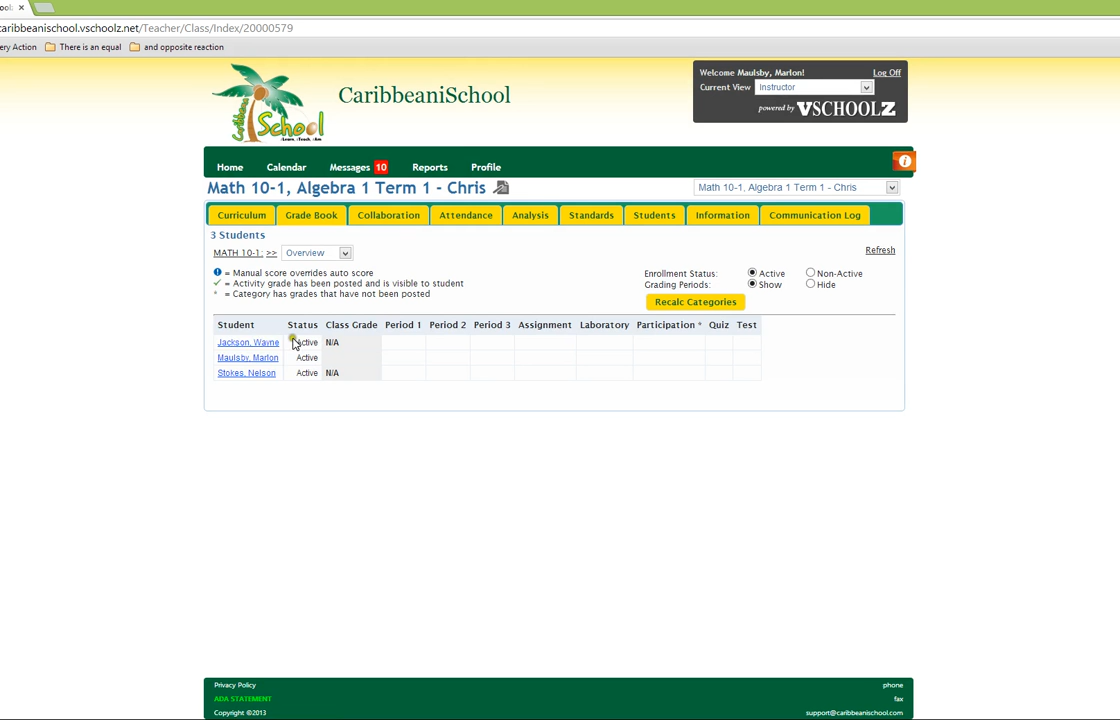 caribbeanischool.vschoolz.net/Teacher/Class/Index/20000579
ery Action There is an equal and opposite reaction
School
CaribbeaniSchool
Welcome Maulsby, Marlon! Log Off
Current View Instructor
powered by VSCHOOLZ
Home Calendar Messages 10 Reports Profile
Math 10-1, Algebra 1 Term 1 - Chris Math 10-1, Algebra 1 Term 1 - Chris
Curriculum Grade Book Collaboration Attendance Analysis Standards Students Information Communication Log
3 Students
MATH 10-1: >> Overview Refresh
= Manual score overrides auto score Enrollment Status: Active Non-Active
= Activity grade has been posted and is visible to student Grading Periods: Show Hide
* = Category has grades that have not been posted
Recalc Categories
Student Status Class Grade Period 1 Period 2 Period 3 Assignment Laboratory Participation * Quiz Test
Jackson, Wayne Active N/A
Maulsby, Marlon Active
Stokes, Nelson Active N/A
Privacy Policy phone
ADA STATEMENT fax
Copyright ©2013 support@caribbeanischool.com